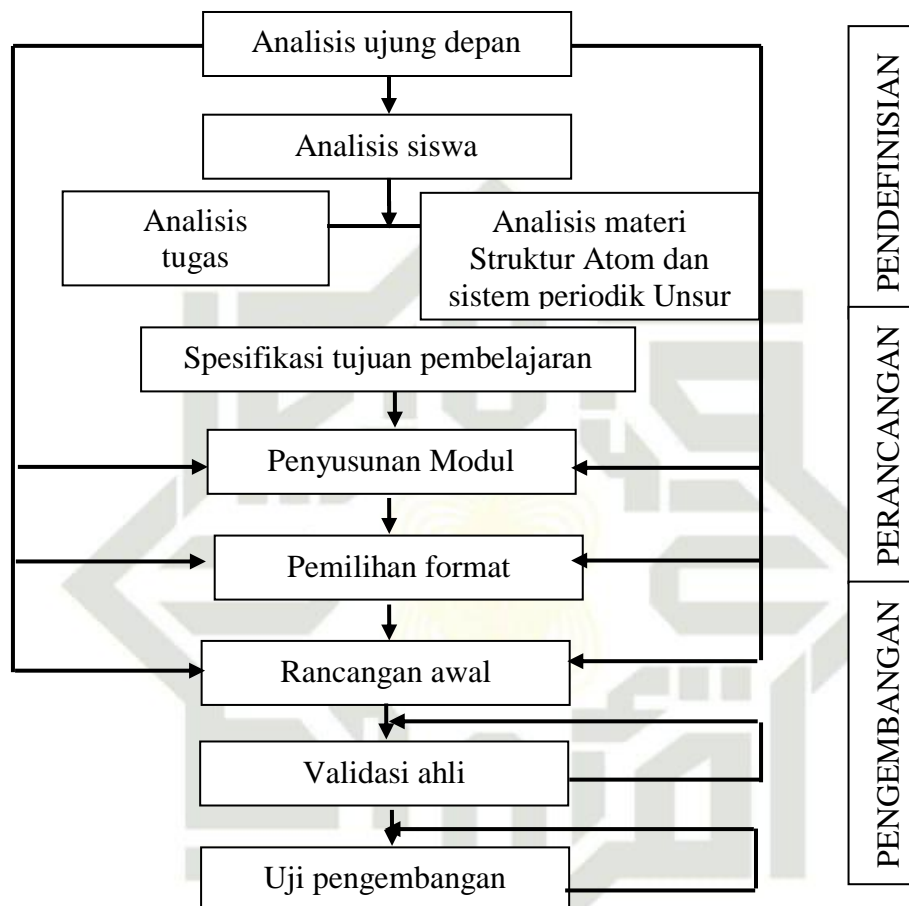 Analisis ujung depan
Analisis siswa
Analisis
tugas
Analisis materi
Struktur Atom dan
sistem periodik Unsur
Spesifikasi tujuan pembelajaran
Penyusunan Modul
Pemilihan format
Rancangan awal
Validasi ahli
Uji pengembangan
PENDEFINISIAN
PERANCANGAN
PENGEMBANGAN